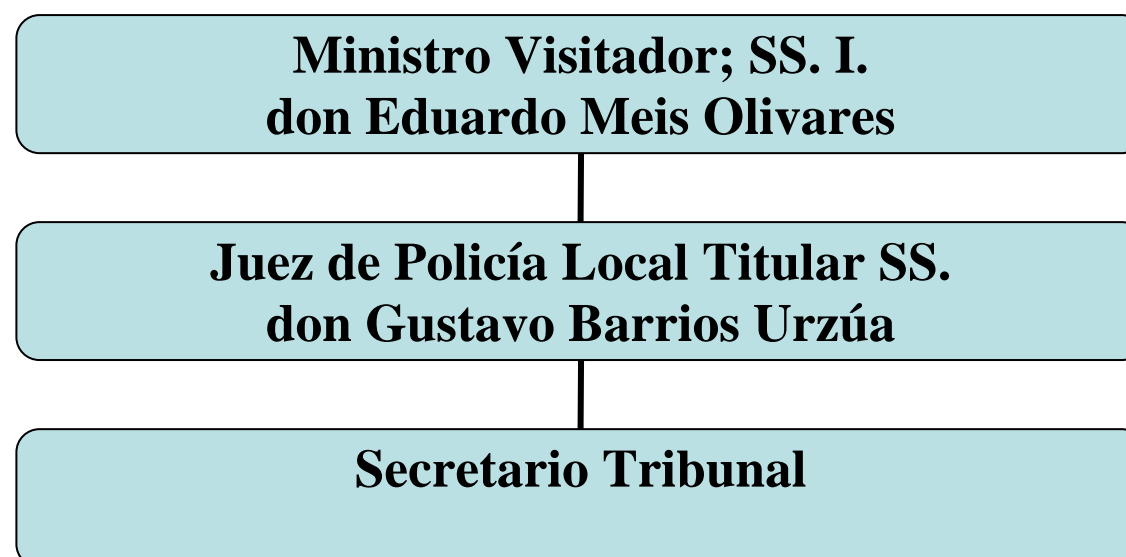 Ministro Visitador; SS. I.
don Eduardo Meis Olivares
Juez de Policía Local Titular SS.
don Gustavo Barrios Urzúa
Secretario Tribunal